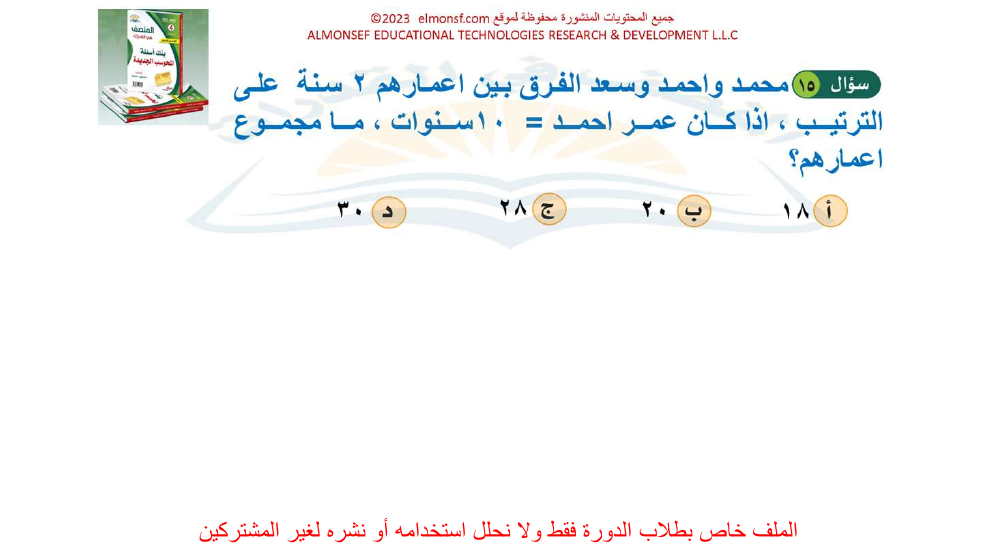 جميع المحتويات المنشورة محفوظة لموقع elmonsf.com 2023©
ALMONSEF EDUCATIONAL TECHNOLOGIES RESEARCH & DEVELOPMENT L.L.C
المنصف
بنك أسئلة
المحوسب الجديدة
سؤال ١٥ محمد واحمد وسعد الفرق بين اعمارهم ٢ سنة على
الترتيب ، اذا كان عمر احمد = ١٠سنوات ، ما مجموع
اعمارهم؟
أ ١٨ ب ٢٠ ج ٢٨ د ٣٠
الملف خاص بطلاب الدورة فقط ولا نحلل استخدامه أو نشره لغير المشتركين